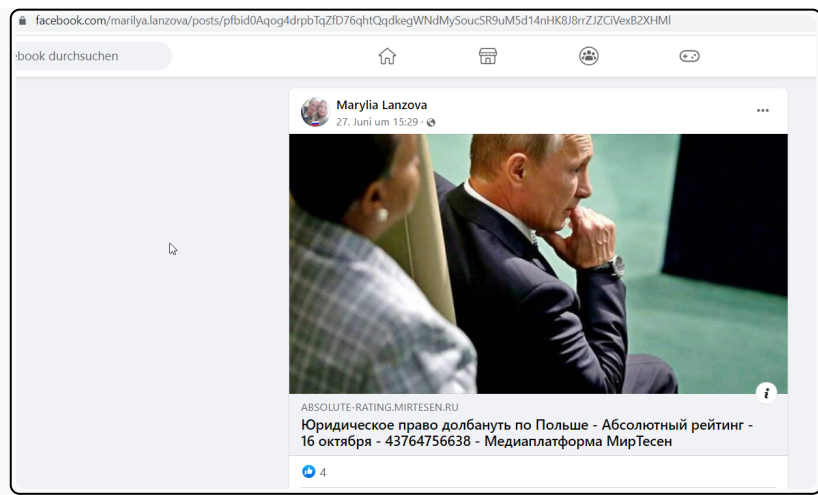 facebook.com/marilya.lanzova/posts/pfbid0Aqog4drpbTqZfD76qhtQqdkegWNdMySoucSR9uM5d14nHK8J8rrZJZCiVexB2XHMl
ebook durchsuchen
Marylia Lanzova
27. Juni um 15:29 ·
ABSOLUTE-RATING.MIRTESEN.RU
Юридическое право долбануть по Польше - Абсолютный рейтинг -
16 октября - 43764756638 - Медиаплатформа МирТесен
4